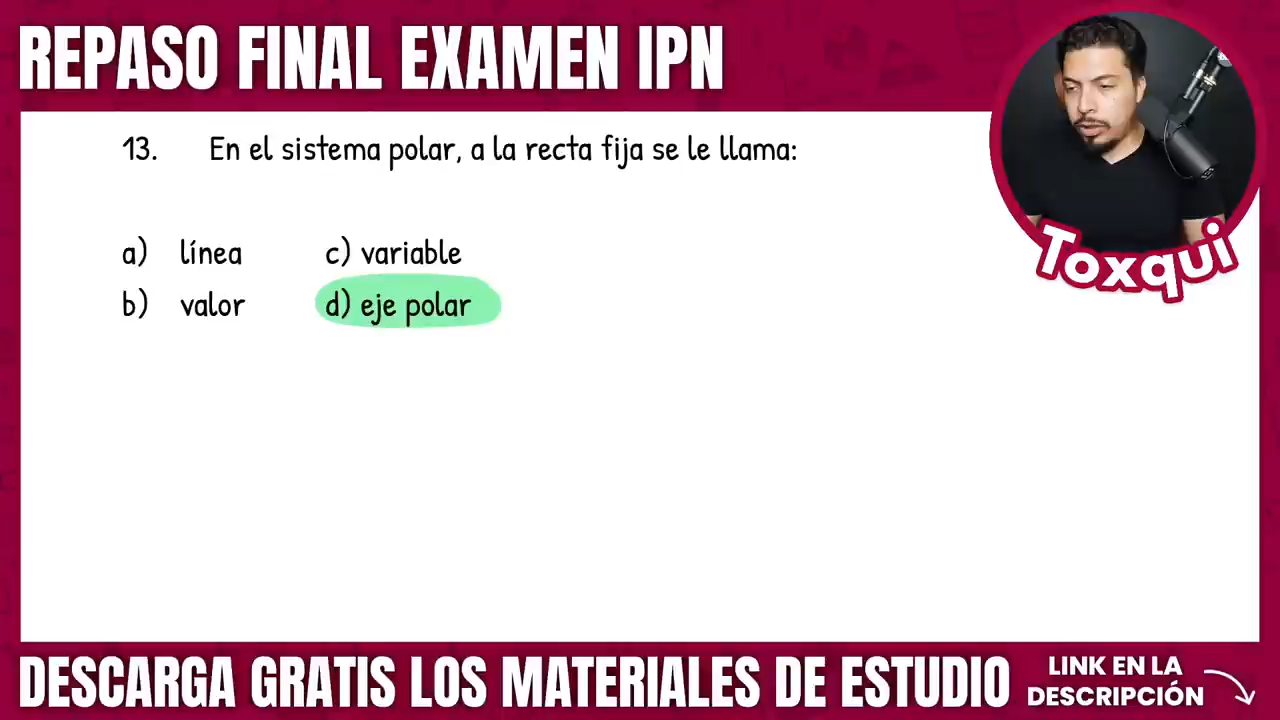 REPASO FINAL EXAMEN IPN
13. En el sistema polar, a la recta fija se le llama:
a) línea c) variable
b) valor d) eje polar
Toxqui
DESCARGA GRATIS LOS MATERIALES DE ESTUDIO
LINK EN LA
DESCRIPCIÓN